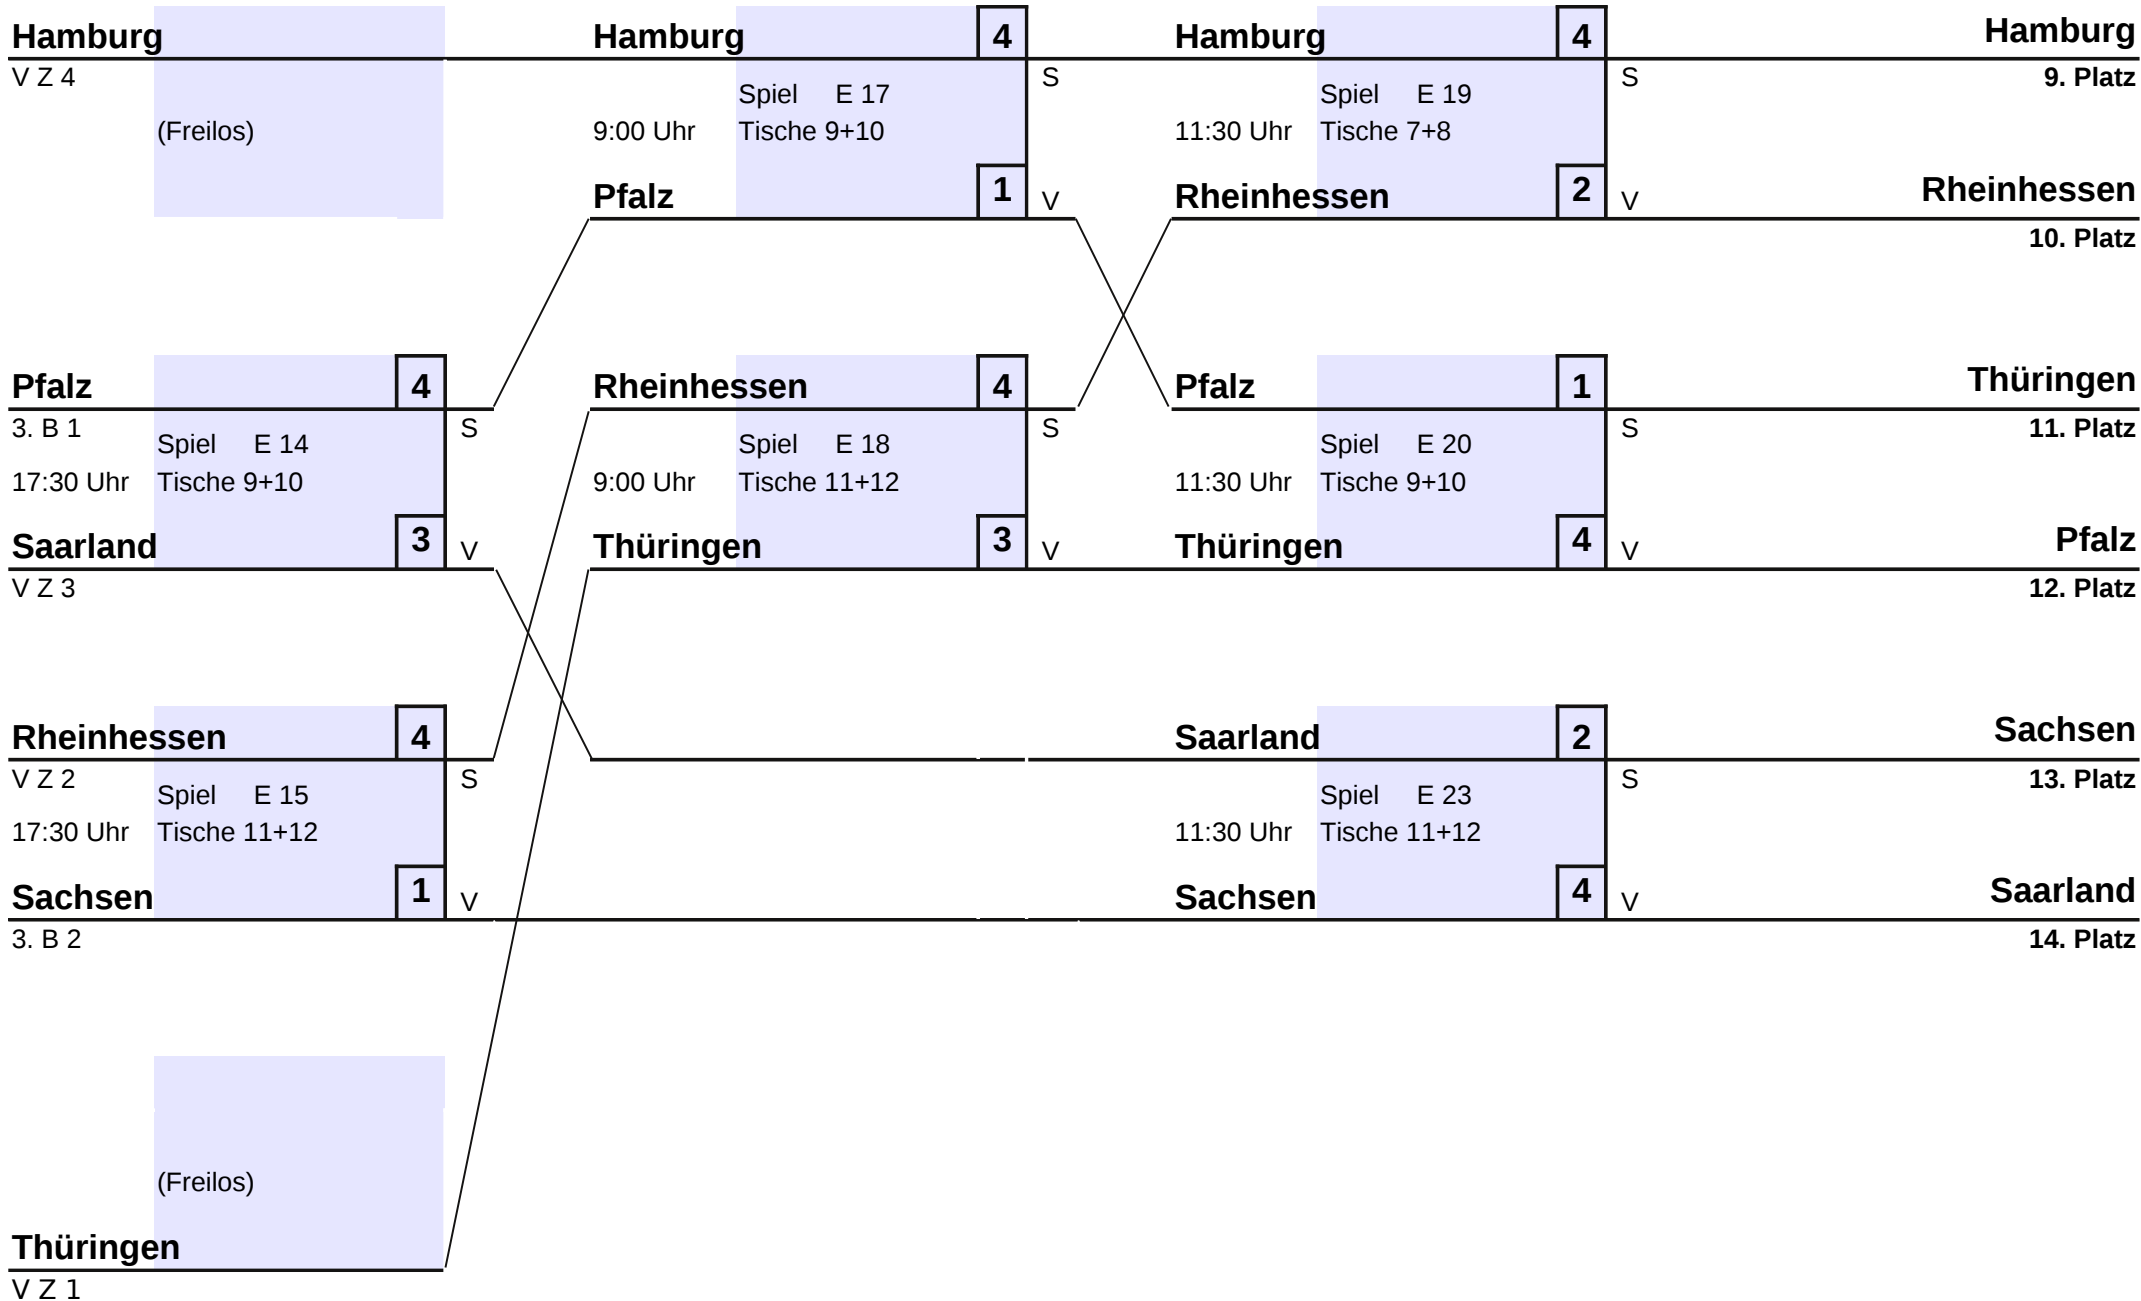 Hamburg Hamburg 4 Hamburg 4 Hamburg
V Z 4 S S 9. Platz
Spiel E 17 Spiel E 19
(Freilos) 9:00 Uhr Tische 9+10 11:30 Uhr Tische 7+8
Pfalz 1 V Rheinhessen 2 V Rheinhessen
10. Platz
Pfalz 4 Rheinhessen 4 Pfalz 1 Thüringen
3. B 1 S S S 11. Platz
Spiel E 14 Spiel E 18 Spiel E 20
17:30 Uhr Tische 9+10 9:00 Uhr Tische 11+12 11:30 Uhr Tische 9+10
Saarland 3 V Thüringen 3 V Thüringen 4 V Pfalz
V Z 3 12. Platz
Rheinhessen 4 Saarland 2 Sachsen
V Z 2 S S 13. Platz
Spiel E 15 Spiel E 23
17:30 Uhr Tische 11+12 11:30 Uhr Tische 11+12
Sachsen 1 V Sachsen 4 V Saarland
3. B 2 14. Platz
(Freilos)
Thüringen
V Z 1